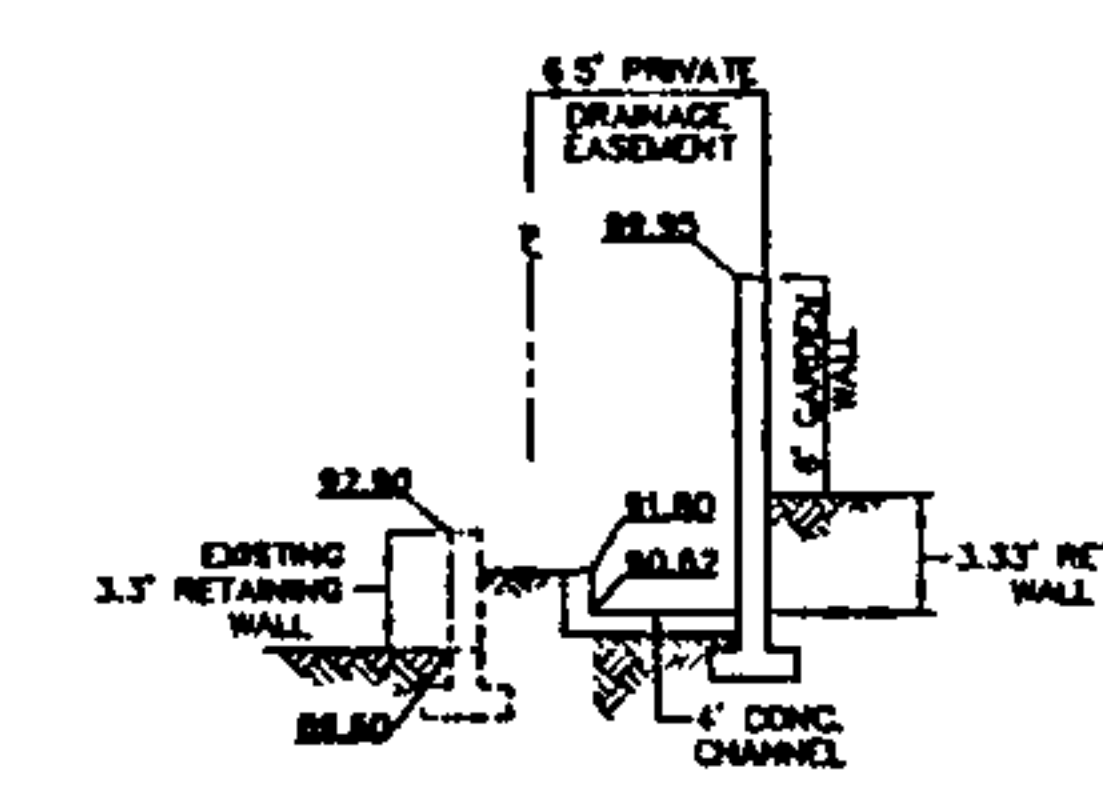 6.5' PRIVATE
DRAINAGE
EASEMENT
6' GARDEN
WALL
92.90
91.80
EXISTING
3.3' RETAINING
WALL
90.62
3.33' RE
WALL
4' CONC.
CHANNEL